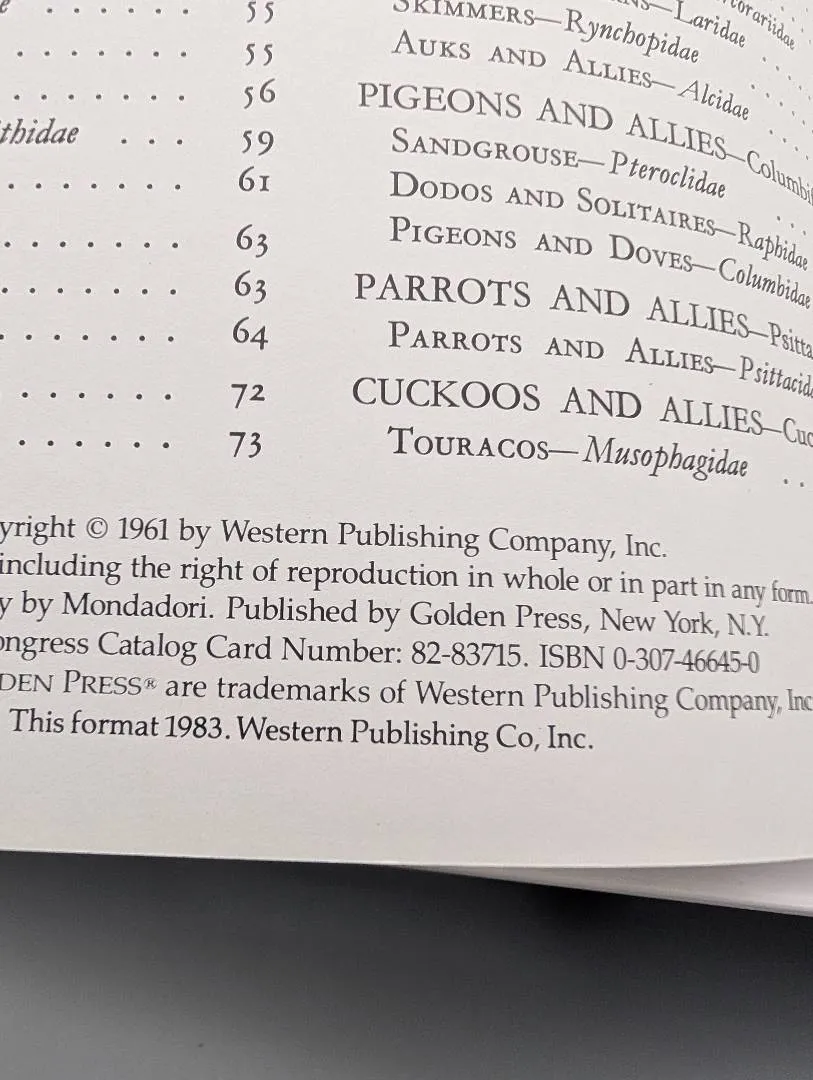 55
55
56
thidae . . . 59
61
63
63
64
72
73
SKIMMERS—Rynchopidae
—Laridae
AUKS AND ALLIES—Alcidae
PIGEONS AND ALLIES—Columbi
SANDGROUSE—Pteroclidae
DODOS AND SOLITAIRES—Raphidae
PIGEONS AND DOVES—Columbidae
PARROTS AND ALLIES—Psitta
PARROTS AND ALLIES—Psittacid
CUCKOOS AND ALLIES—Cuc
TOURACOS—Musophagidae . .
yright © 1961 by Western Publishing Company, Inc.
including the right of reproduction in whole or in part in any form.
y by Mondadori. Published by Golden Press, New York, N.Y.
ongress Catalog Card Number: 82-83715. ISBN 0-307-46645-0
DEN PRESS® are trademarks of Western Publishing Company, Inc
This format 1983. Western Publishing Co, Inc.